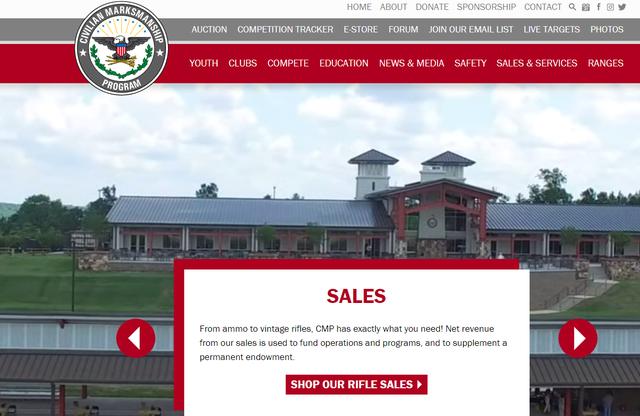 HOME ABOUT DONATE SPONSORSHIP CONTACT
CIVILIAN MARKSMANSHIP
PROGRAM
AUCTION COMPETITION TRACKER E-STORE FORUM JOIN OUR EMAIL LIST LIVE TARGETS PHOTOS
YOUTH CLUBS COMPETE EDUCATION NEWS & MEDIA SAFETY SALES & SERVICES RANGES
SALES
From ammo to vintage rifles, CMP has exactly what you need! Net revenue
from our sales is used to fund operations and programs, and to supplement a
permanent endowment.
SHOP OUR RIFLE SALES